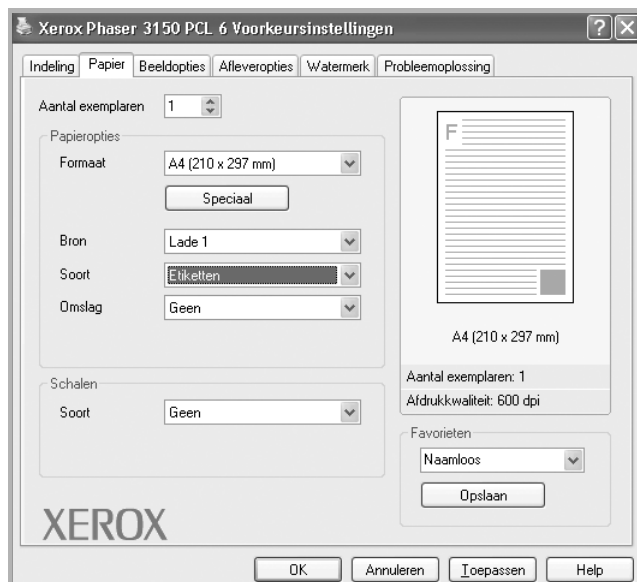 Xerox Phaser 3150 PCL 6 Voorkeursinstellingen
Indeling Papier Beeldopties Afleveropties Watermerk Probleemoplossing
Aantal exemplaren 1
Papieropties
Formaat A4 (210 x 297 mm)
Speciaal
Bron Lade 1
Soort Etiketten
Omslag Geen
Schalen
Soort Geen
XEROX
F
A4 (210 x 297 mm)
Aantal exemplaren: 1
Afdrukkwaliteit: 600 dpi
Favorieten
Naamloos
Opslaan
OK Annuleren Toepassen Help